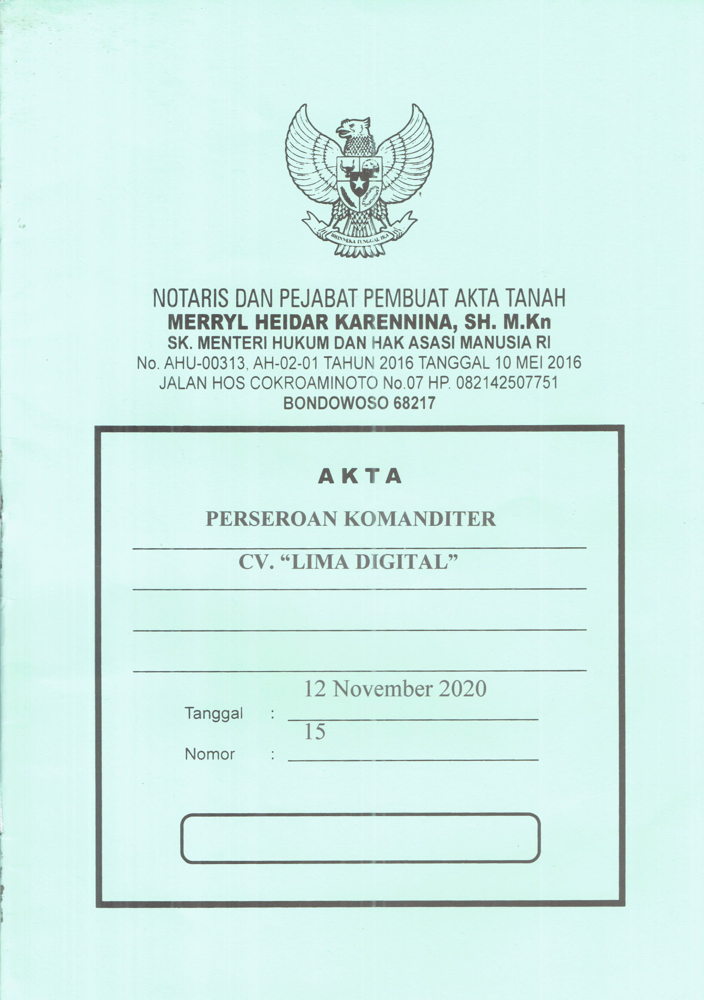 BHINNEKA TUNGGAL IKA
NOTARIS DAN PEJABAT PEMBUAT AKTA TANAH
MERRYL HEIDAR KARENNINA, SH. M.Kn
SK. MENTERI HUKUM DAN HAK ASASI MANUSIA RI
No. AHU-00313, AH-02-01 TAHUN 2016 TANGGAL 10 MEI 2016
JALAN HOS COKROAMINOTO No.07 HP. 082142507751
BONDOWOSO 68217
AKTA
PERSEROAN KOMANDITER
CV. “LIMA DIGITAL”
12 November 2020
Tanggal :
15
Nomor :